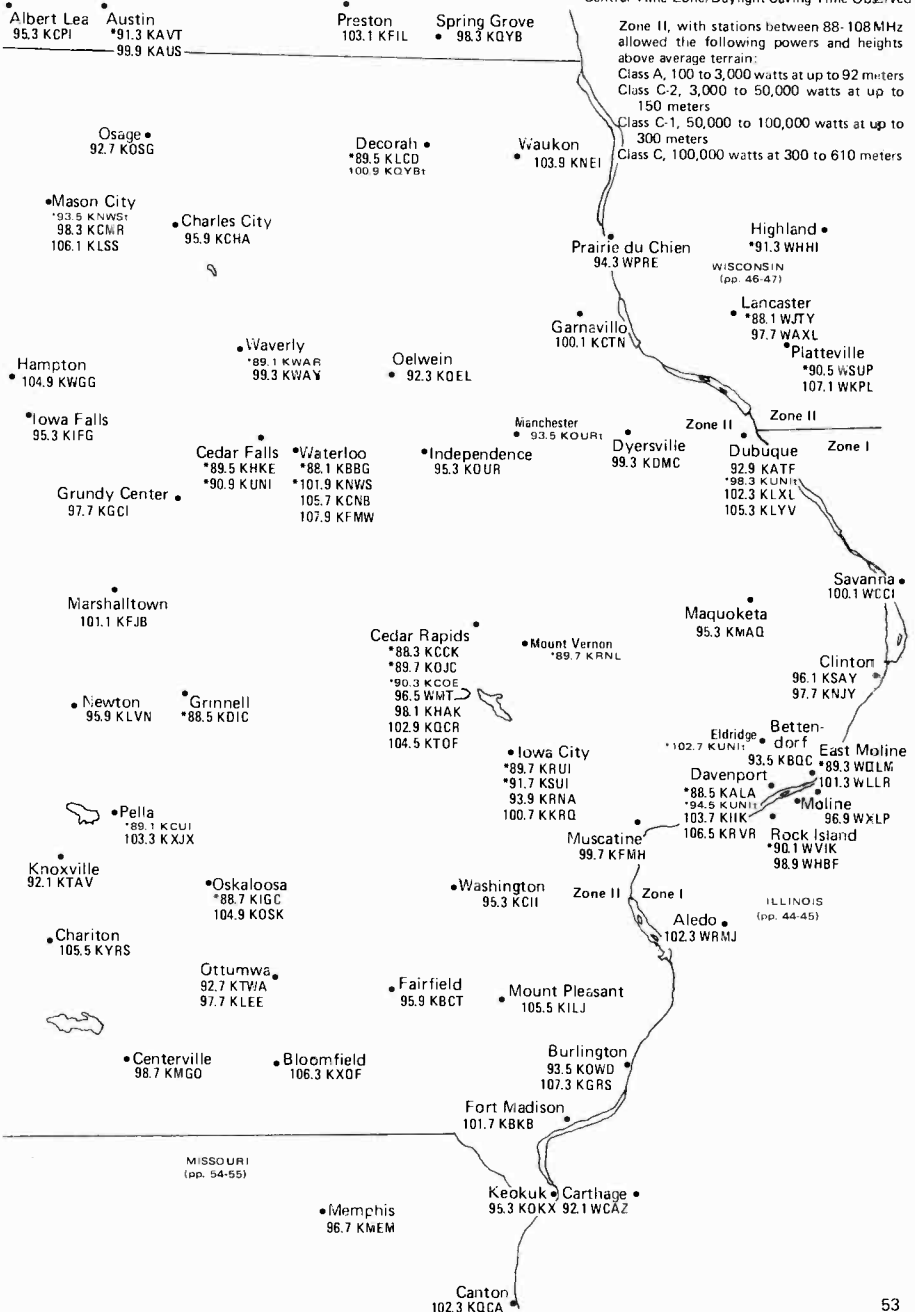 Central Time Zone/Daylight Saving Time Observed
Zone II, with stations between 88-108 MHz
allowed the following powers and heights
above average terrain:
Class A, 100 to 3,000 watts at up to 92 meters
Class C-2, 3,000 to 50,000 watts at up to
150 meters
Class C-1, 50,000 to 100,000 watts at up to
300 meters
Class C, 100,000 watts at 300 to 610 meters
Albert Lea
95.3 KCPI
Austin
*91.3 KAVT
99.9 KAUS
Preston
103.1 KFIL
Spring Grove
98.3 KQYB
Osage
92.7 KOSG
Decorah
*89.5 KLCD
100.9 KQYBt
Waukon
103.9 KNEI
Mason City
*93.5 KNWSt
98.3 KCMR
106.1 KLSS
Charles City
95.9 KCHA
Prairie du Chien
94.3 WPRE
Highland
*91.3 WHHI
WISCONSIN
(pp. 46-47)
Lancaster
*88.1 WJTY
97.7 WAXL
Garnavillo
100.1 KCTN
Platteville
*90.5 WSUP
107.1 WKPL
Hampton
104.9 KWGG
Waverly
*89.1 KWAR
99.3 KWAY
Oelwein
92.3 KOEL
Iowa Falls
95.3 KIFG
Cedar Falls
*89.5 KHKE
*90.9 KUNI
Waterloo
*88.1 KBBG
*101.9 KNWS
105.7 KCNB
107.9 KFMW
Independence
95.3 KOUR
Manchester
93.5 KOURt
Dyersville
99.3 KDMC
Zone II
Zone II
Zone I
Dubuque
92.9 KATF
*98.3 KUNIt
102.3 KLXL
105.3 KLYV
Grundy Center
97.7 KGCI
Savanna
100.1 WCCI
Marshalltown
101.1 KFJB
Maquoketa
95.3 KMAQ
Cedar Rapids
*88.3 KCCK
*89.7 KOJC
*90.3 KCOE
96.5 WMT
98.1 KHAK
102.9 KQCR
104.5 KTOF
Mount Vernon
*89.7 KRNL
Clinton
96.1 KSAY
97.7 KNJY
Newton
95.9 KLVN
Grinnell
*88.5 KDIC
Eldridge
*102.7 KUNIt
Betten-
dorf
93.5 KBQC
East Moline
*89.3 WDLM
101.3 WLLR
Iowa City
*89.7 KRUI
*91.7 KSUI
93.9 KRNA
100.7 KKRQ
Davenport
*88.5 KALA
*94.5 KUNIt
103.7 KIIK
106.5 KRVR
Moline
96.9 WXLP
Pella
*89.1 KCUI
103.3 KXJX
Muscatine
99.7 KFMH
Rock Island
*90.1 WVIK
98.9 WHBF
Knoxville
92.1 KTAV
Oskaloosa
*88.7 KIGC
104.9 KOSK
Washington
95.3 KCII
Zone II
Zone I
ILLINOIS
(pp. 44-45)
Aledo
102.3 WRMJ
Chariton
105.5 KYRS
Ottumwa
92.7 KTWA
97.7 KLEE
Fairfield
95.9 KBCT
Mount Pleasant
105.5 KILJ
Centerville
98.7 KMGO
Bloomfield
106.3 KXOF
Burlington
93.5 KOWD
107.3 KGRS
Fort Madison
101.7 KBKB
MISSOURI
(pp. 54-55)
Keokuk
95.3 KOKX
Carthage
92.1 WCAZ
Memphis
96.7 KMEM
Canton
102.3 KQCA
53